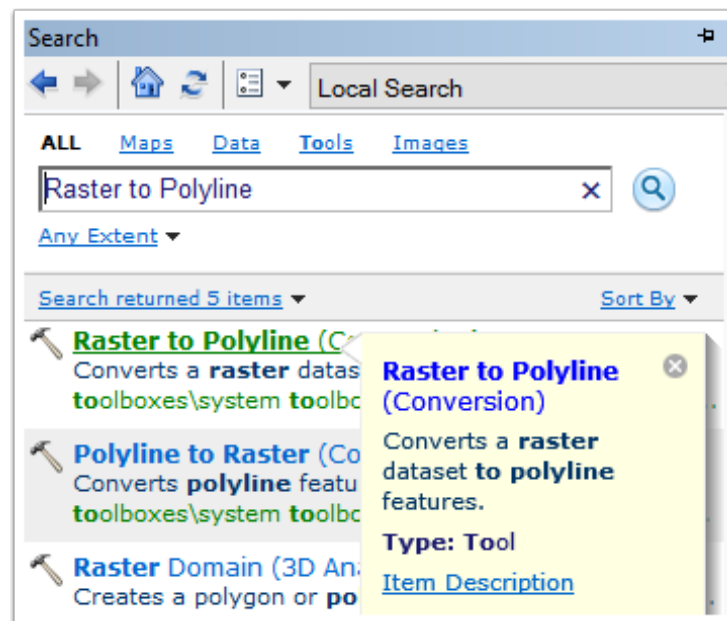 Search
Local Search
ALL Maps Data Tools Images
Raster to Polyline
Any Extent
Search returned 5 items Sort By
Raster to Polyline (C
Converts a raster datas
toolboxes\system toolbo
Polyline to Raster (Co
Converts polyline featu
toolboxes\system toolbo
Raster Domain (3D An
Creates a polygon or po
Raster to Polyline
(Conversion)
Converts a raster
dataset to polyline
features.
Type: Tool
Item Description